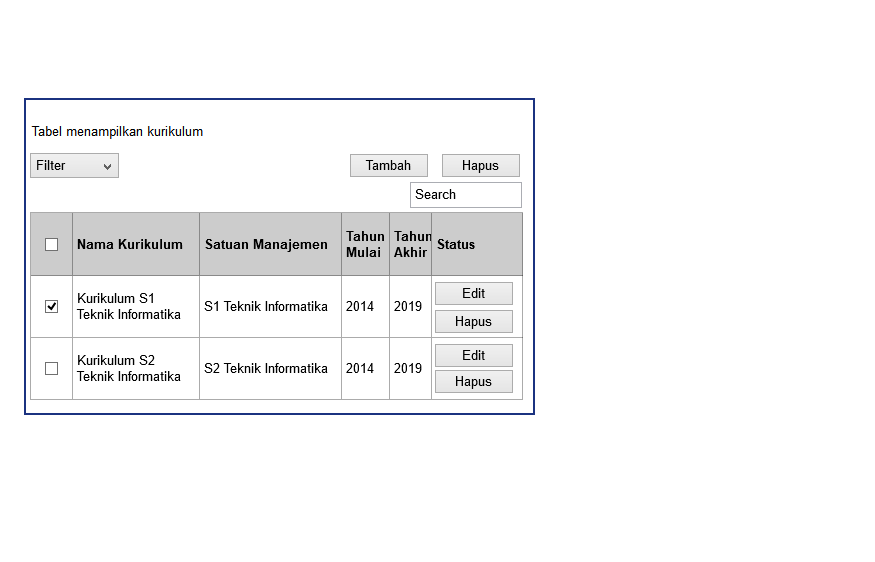 Tabel menampilkan kurikulum
Filter Tambah Hapus
Search
Nama Kurikulum Satuan Manajemen Tahun Mulai Tahun Akhir Status
Kurikulum S1 Teknik Informatika S1 Teknik Informatika 2014 2019 Edit
Hapus
Kurikulum S2 Teknik Informatika S2 Teknik Informatika 2014 2019 Edit
Hapus